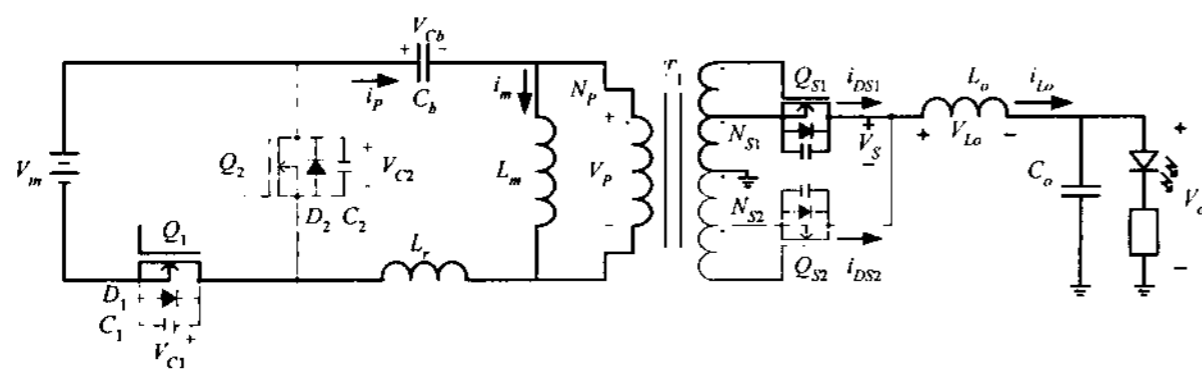 V_Cb
+ -
i_P
C_b
i_m
N_P
T_1
Q_S1
i_DS1
L_o
i_Lo
V_in
Q_2
+
V_C2
-
D_2 C_2
L_m
+
V_P
-
N_S1
+
V_S
-
+ V_Lo -
C_o
+
V_o
-
N_S2
Q_S2
i_DS2
Q_1
L_r
D_1
C_1
V_C1
+